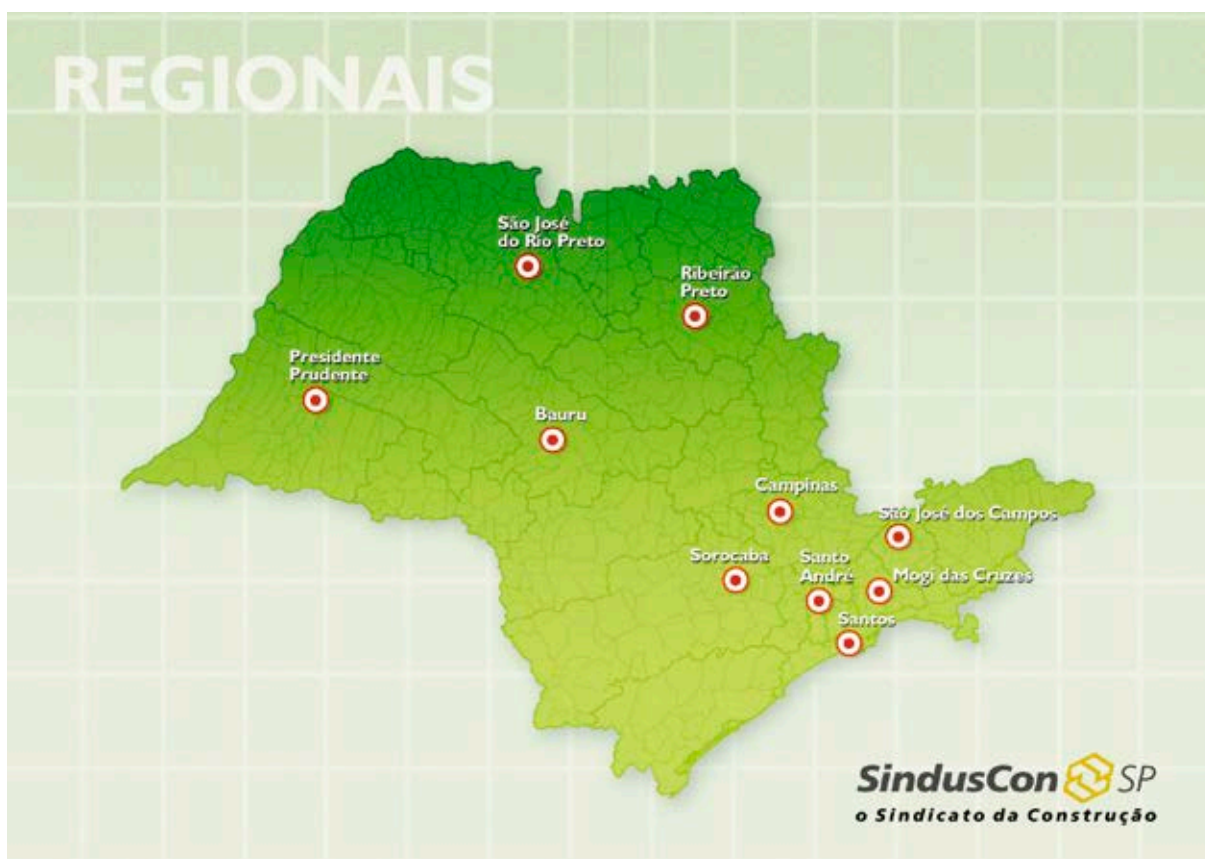 REGIONAIS
São José
do Rio Preto
Ribeirão
Preto
Presidente
Prudente
Bauru
Campinas
São José dos Campos
Sorocaba
Santo
André
Mogi das Cruzes
Santos
SindusCon SP
o Sindicato da Construção